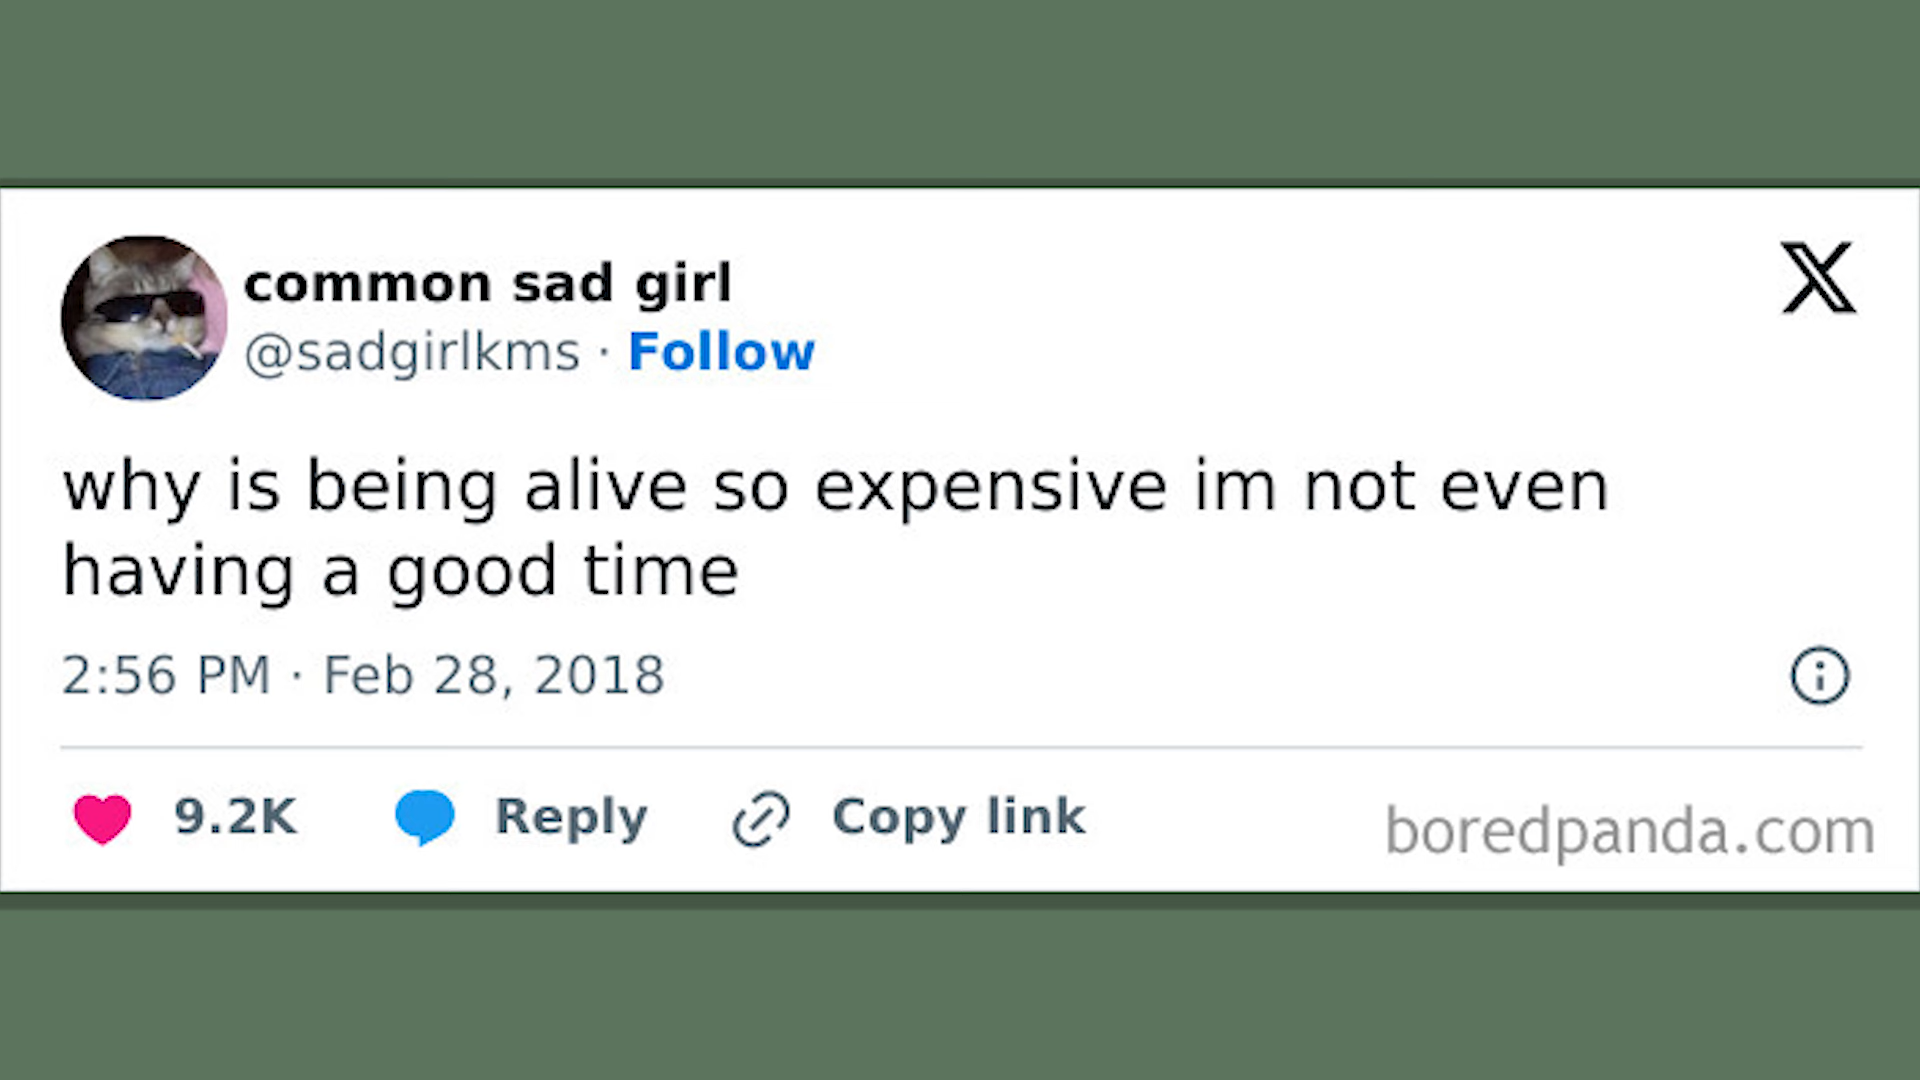 common sad girl
@sadgirlkms · Follow
why is being alive so expensive im not even
having a good time
2:56 PM · Feb 28, 2018
9.2K Reply Copy link
boredpanda.com